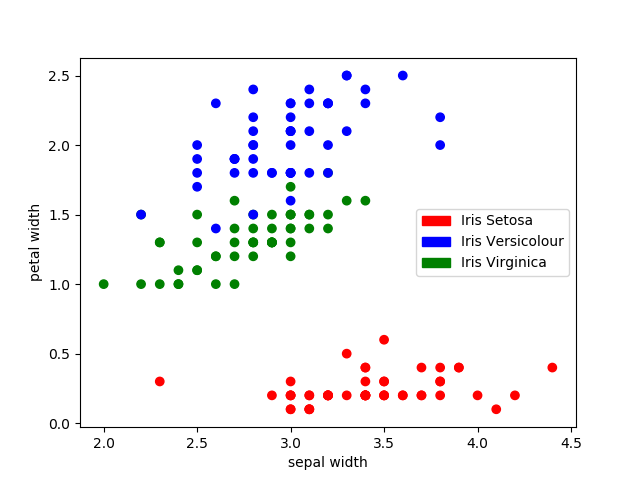 2.5
2.0
1.5
1.0
0.5
0.0
petal width
Iris Setosa
Iris Versicolour
Iris Virginica
2.0 2.5 3.0 3.5 4.0 4.5
sepal width